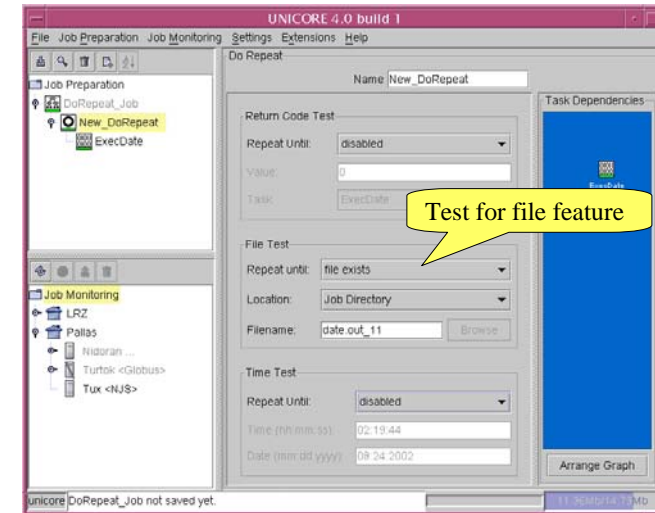 UNICORE 4.0 build 1
File Job Preparation Job Monitoring Settings Extensions Help
Job Preparation
DoRepeat_Job
New_DoRepeat
ExecDate
Job Monitoring
LRZ
Pallas
Nidoran ...
Turtok <Globus>
Tux <NJS>
Do Repeat
Name New_DoRepeat
Return Code Test
Repeat Until: disabled
Value: 0
Task: ExecDate
Test for file feature
File Test
Repeat until: file exists
Location: Job Directory
Filename: date.out_11 Browse
Time Test
Repeat Until: disabled
Time (hh:mm:ss): 02:19:44
Date (mm:dd:yyyy): 09:24:2002
Task Dependencies
ExecDate
Arrange Graph
unicore DoRepeat_Job not saved yet.